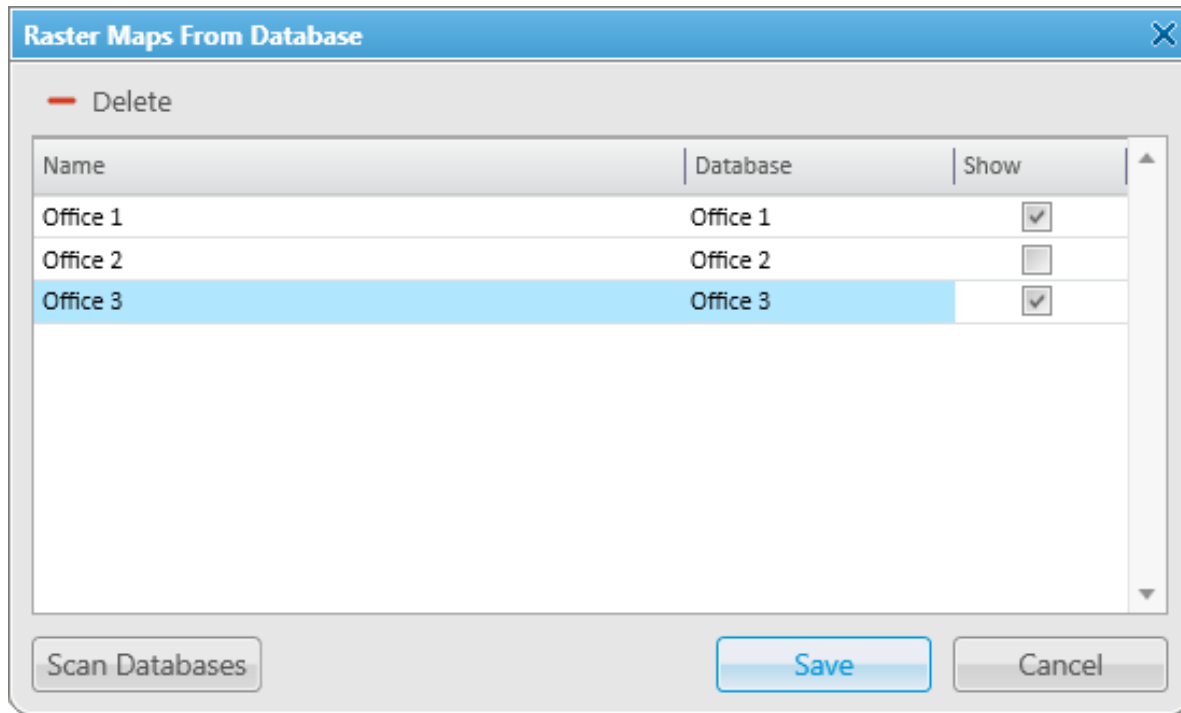 Raster Maps From Database
Delete
Name Database Show
Office 1 Office 1
Office 2 Office 2
Office 3 Office 3
Scan Databases Save Cancel